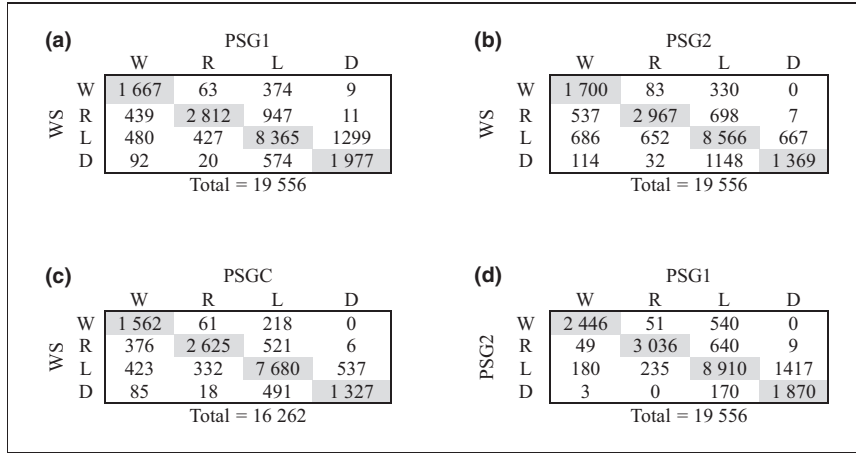 (a) PSG1
W R L D
W 1 667 63 374 9
R 439 2 812 947 11
WS
L 480 427 8 365 1299
D 92 20 574 1 977
Total = 19 556
(b) PSG2
W R L D
W 1 700 83 330 0
R 537 2 967 698 7
WS
L 686 652 8 566 667
D 114 32 1148 1 369
Total = 19 556
(c) PSGC
W R L D
W 1 562 61 218 0
R 376 2 625 521 6
WS
L 423 332 7 680 537
D 85 18 491 1 327
Total = 16 262
(d) PSG1
W R L D
W 2 446 51 540 0
R 49 3 036 640 9
PSG2
L 180 235 8 910 1417
D 3 0 170 1 870
Total = 19 556